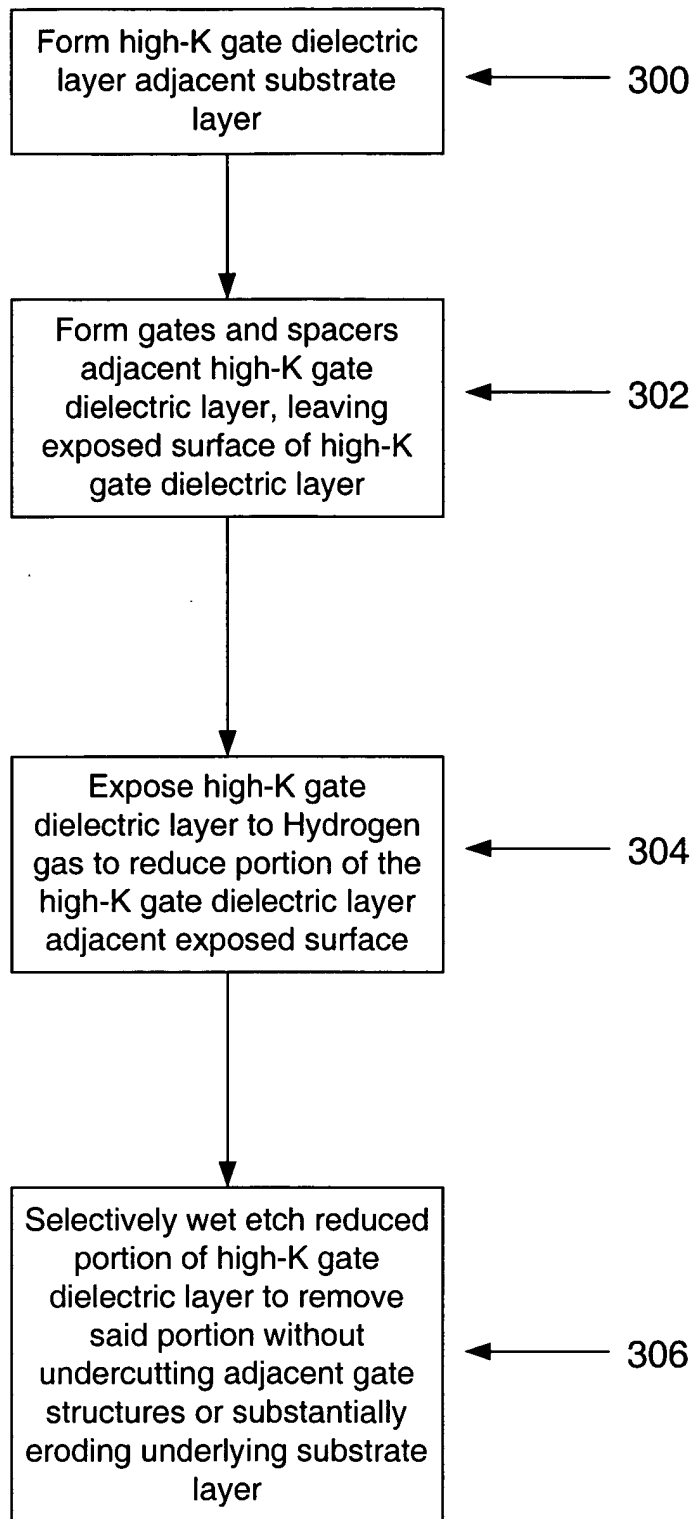 Form high-K gate dielectric
layer adjacent substrate
layer
300
Form gates and spacers
adjacent high-K gate
dielectric layer, leaving
exposed surface of high-K
gate dielectric layer
302
Expose high-K gate
dielectric layer to Hydrogen
gas to reduce portion of the
high-K gate dielectric layer
adjacent exposed surface
304
Selectively wet etch reduced
portion of high-K gate
dielectric layer to remove
said portion without
undercutting adjacent gate
structures or substantially
eroding underlying substrate
layer
306